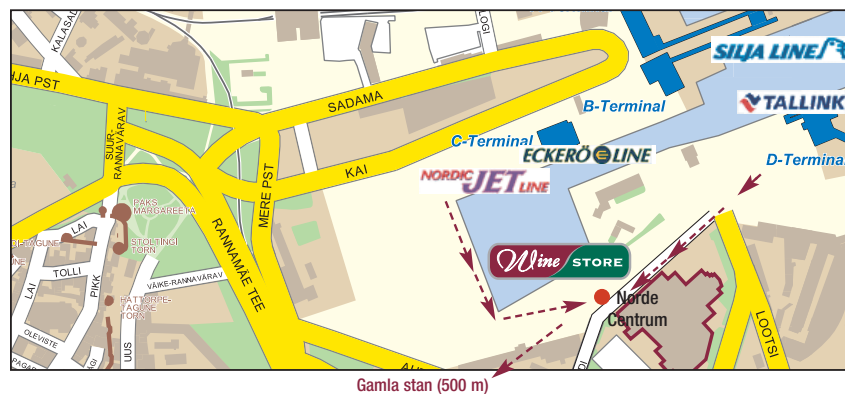 KALASAD
LOGI
SILJA LINE
HJA PST
SADAMA
B-Terminal
TALLINK
SUUR-
RANNAVÄRAV
C-Terminal
ECKERÖ LINE
D-Terminal
MERE PST
KAI
NORDIC JET LINE
PAKS
MARGAREETA
LAI
STOLTINGI
TORN
RANNAMÄE TEE
Wine STORE
TOLLI
LAI
PIKK
VÄIKE-RANNAVÄRAV
HATTORPE-
TAGUNE
TORN
Norde
Centrum
LOOTSI
OLEVISTE
UUS
Gamla stan (500 m)